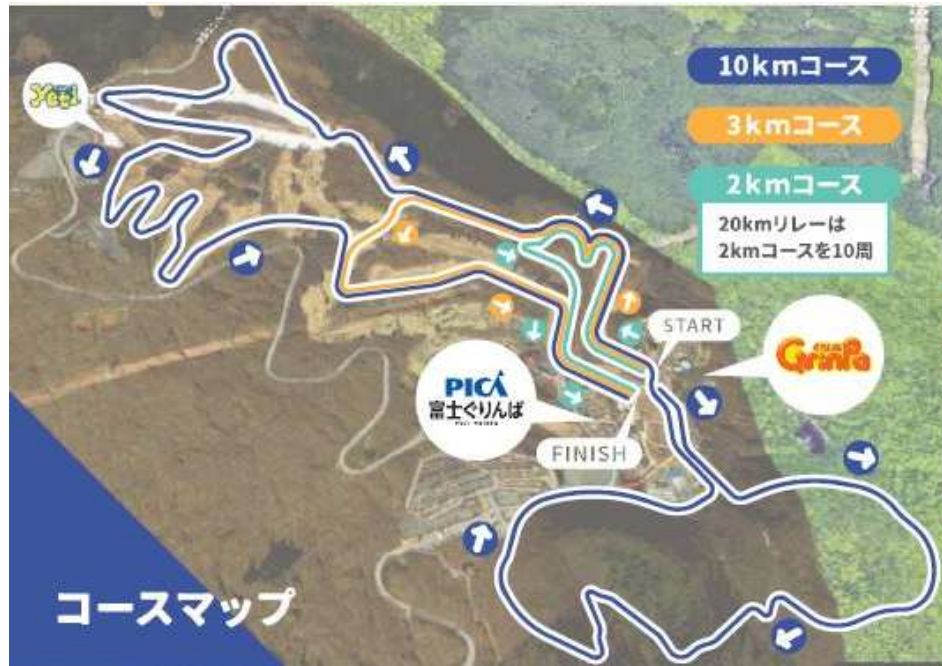 10kmコース
3kmコース
2kmコース
20kmリレーは
2kmコースを10周
Yeti
START
GrinPa
PICA
富士ぐりんぱ
FINISH
コースマップ